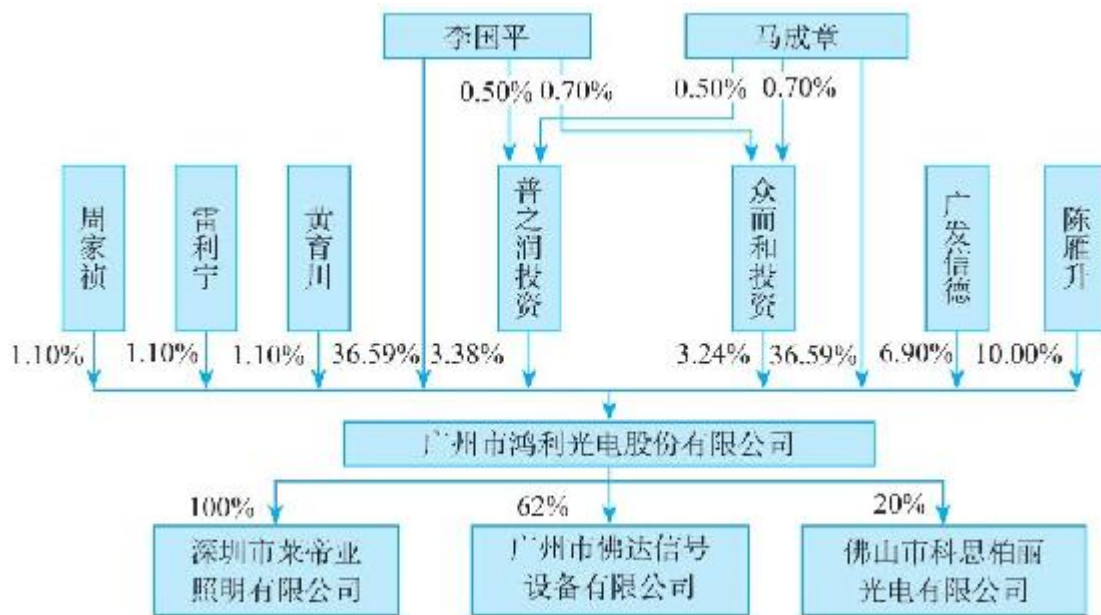 李国平
马成章
0.50%
0.70%
0.50%
0.70%
周家祯
雷利宁
黄育川
普之润投资
众而和投资
广发信德
陈雁升
1.10%
1.10%
1.10%
36.59%
3.38%
3.24%
36.59%
6.90%
10.00%
广州市鸿利光电股份有限公司
100%
62%
20%
深圳市莱帝亚
照明有限公司
广州市佛达信号
设备有限公司
佛山市科思柏丽
光电有限公司